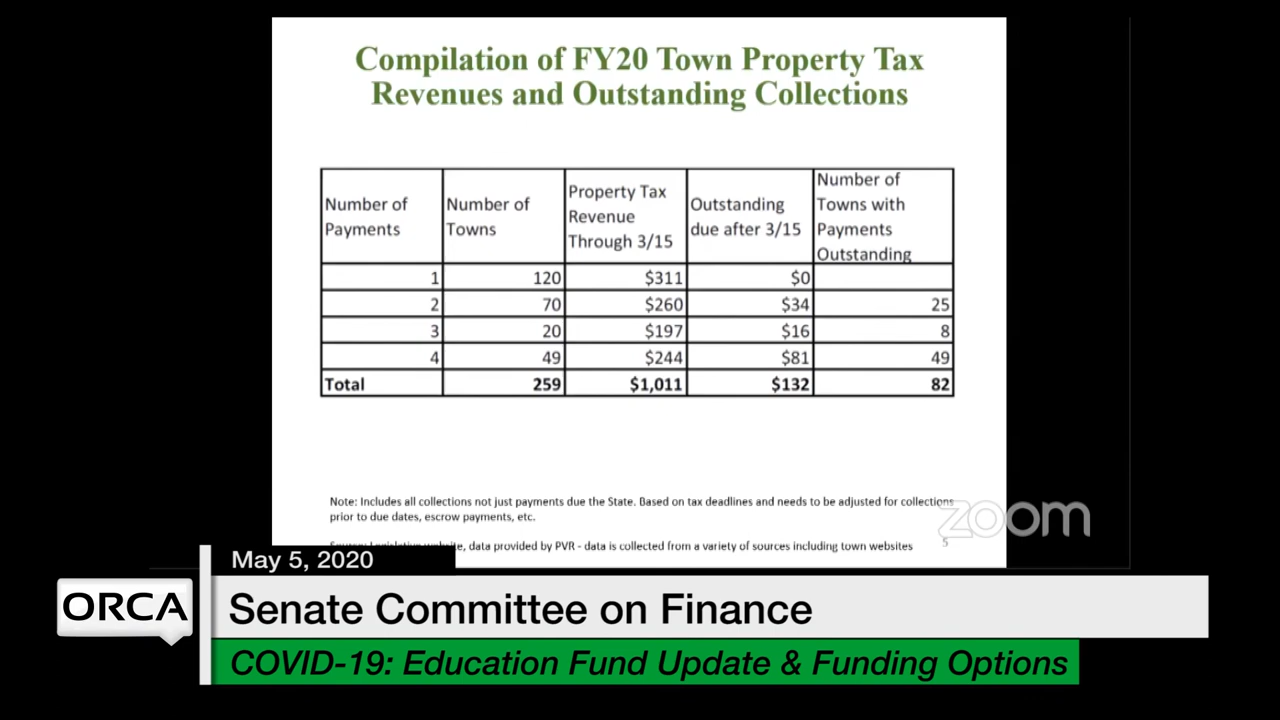 Compilation of FY20 Town Property Tax
Revenues and Outstanding Collections
Number of Payments Number of Towns Property Tax Revenue Through 3/15 Outstanding due after 3/15 Number of Towns with Payments Outstanding
1 120 $311 $0
2 70 $260 $34 25
3 20 $197 $16 8
4 49 $244 $81 49
Total 259 $1,011 $132 82
Note: Includes all collections not just payments due the State. Based on tax deadlines and needs to be adjusted for collections
prior to due dates, escrow payments, etc.
zoom
data provided by PVR - data is collected from a variety of sources including town websites
5
May 5, 2020
ORCA
Senate Committee on Finance
COVID-19: Education Fund Update & Funding Options